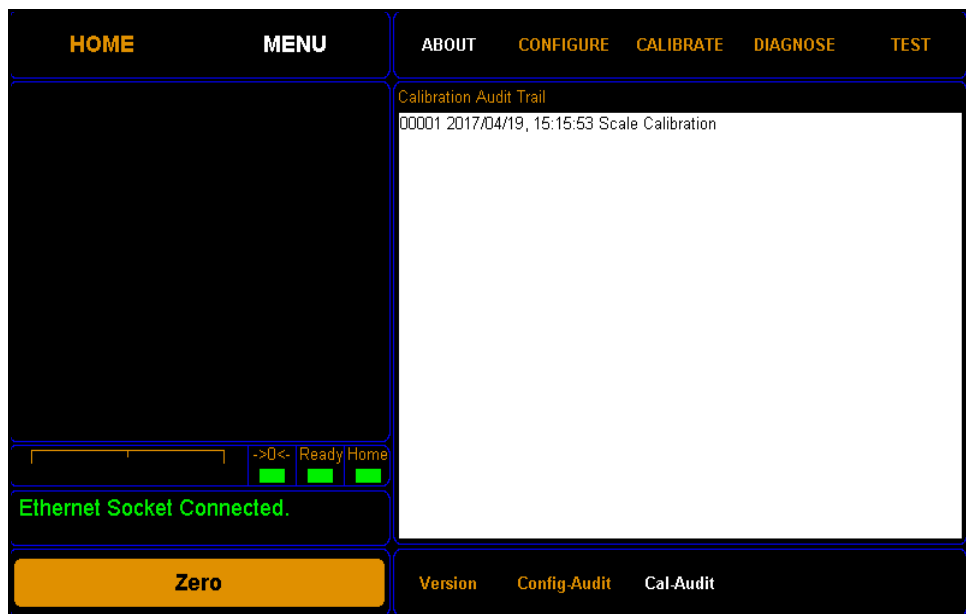 HOME MENU
ABOUT CONFIGURE CALIBRATE DIAGNOSE TEST
Calibration Audit Trail
00001 2017/04/19, 15:15:53 Scale Calibration
->0<- Ready Home
Ethernet Socket Connected.
Zero
Version Config-Audit Cal-Audit